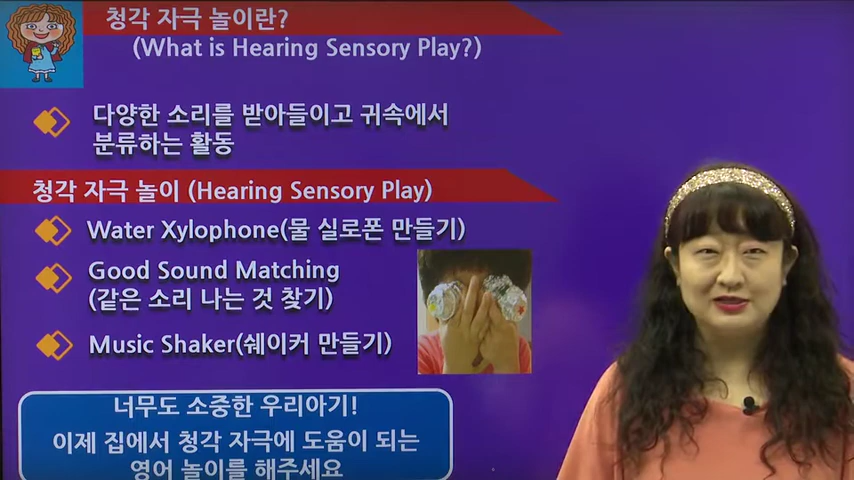 청각 자극 놀이란?
(What is Hearing Sensory Play?)
다양한 소리를 받아들이고 귀속에서
분류하는 활동
청각 자극 놀이 (Hearing Sensory Play)
Water Xylophone(물 실로폰 만들기)
Good Sound Matching
(같은 소리 나는 것 찾기)
Music Shaker(쉐이커 만들기)
너무도 소중한 우리아기!
이제 집에서 청각 자극에 도움이 되는
영어 놀이를 해주세요